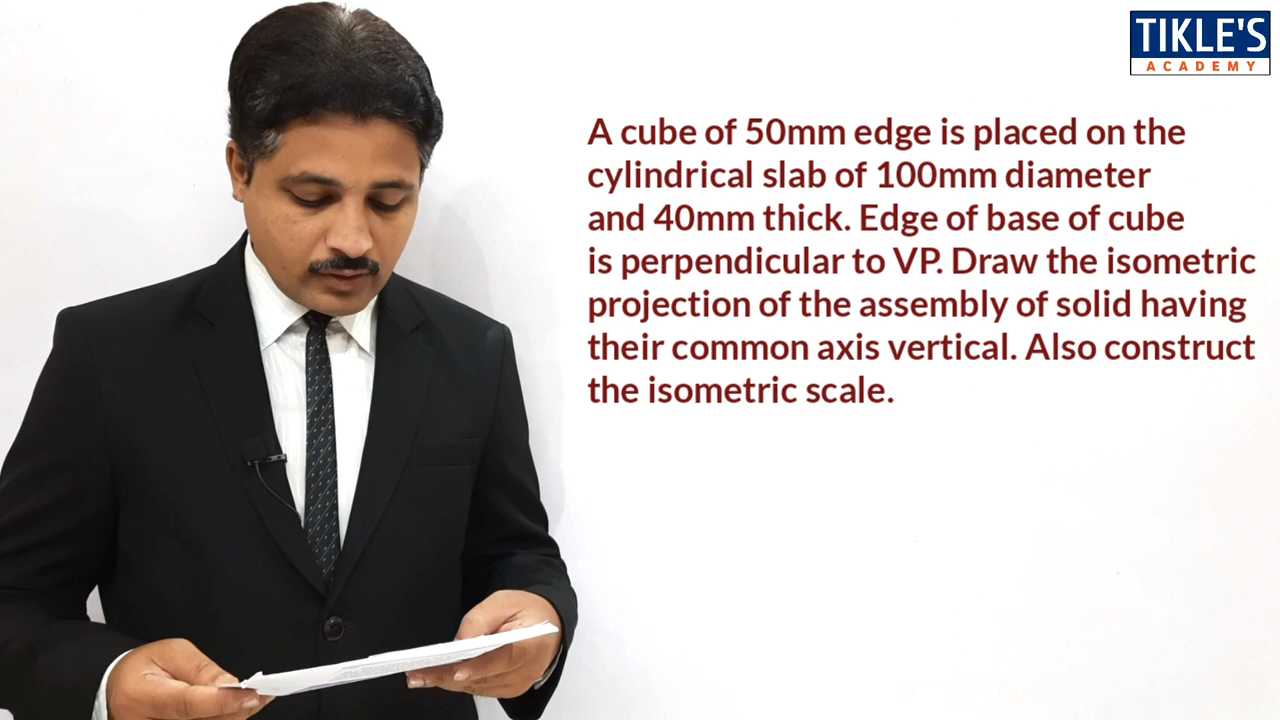 TIKLE'S
ACADEMY
A cube of 50mm edge is placed on the
cylindrical slab of 100mm diameter
and 40mm thick. Edge of base of cube
is perpendicular to VP. Draw the isometric
projection of the assembly of solid having
their common axis vertical. Also construct
the isometric scale.